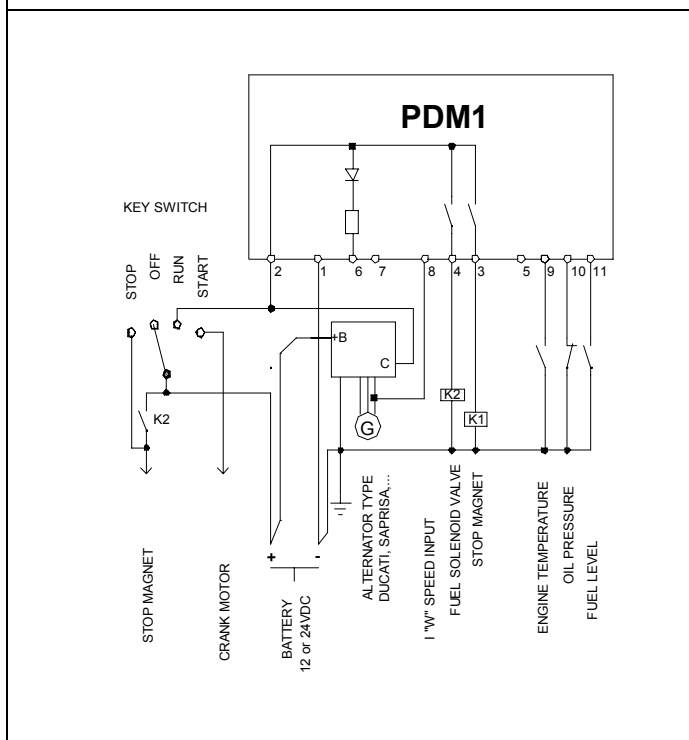 PDM1
KEY SWITCH
STOP
OFF
RUN
START
2
1
6
7
8
4
3
5
9
10
11
+B
C
G
K2
K1
K2
+
-
STOP MAGNET
CRANK MOTOR
BATTERY
12 or 24VDC
ALTERNATOR TYPE
DUCATI, SAPRISA,...
I "W" SPEED INPUT
FUEL SOLENOID VALVE
STOP MAGNET
ENGINE TEMPERATURE
OIL PRESSURE
FUEL LEVEL